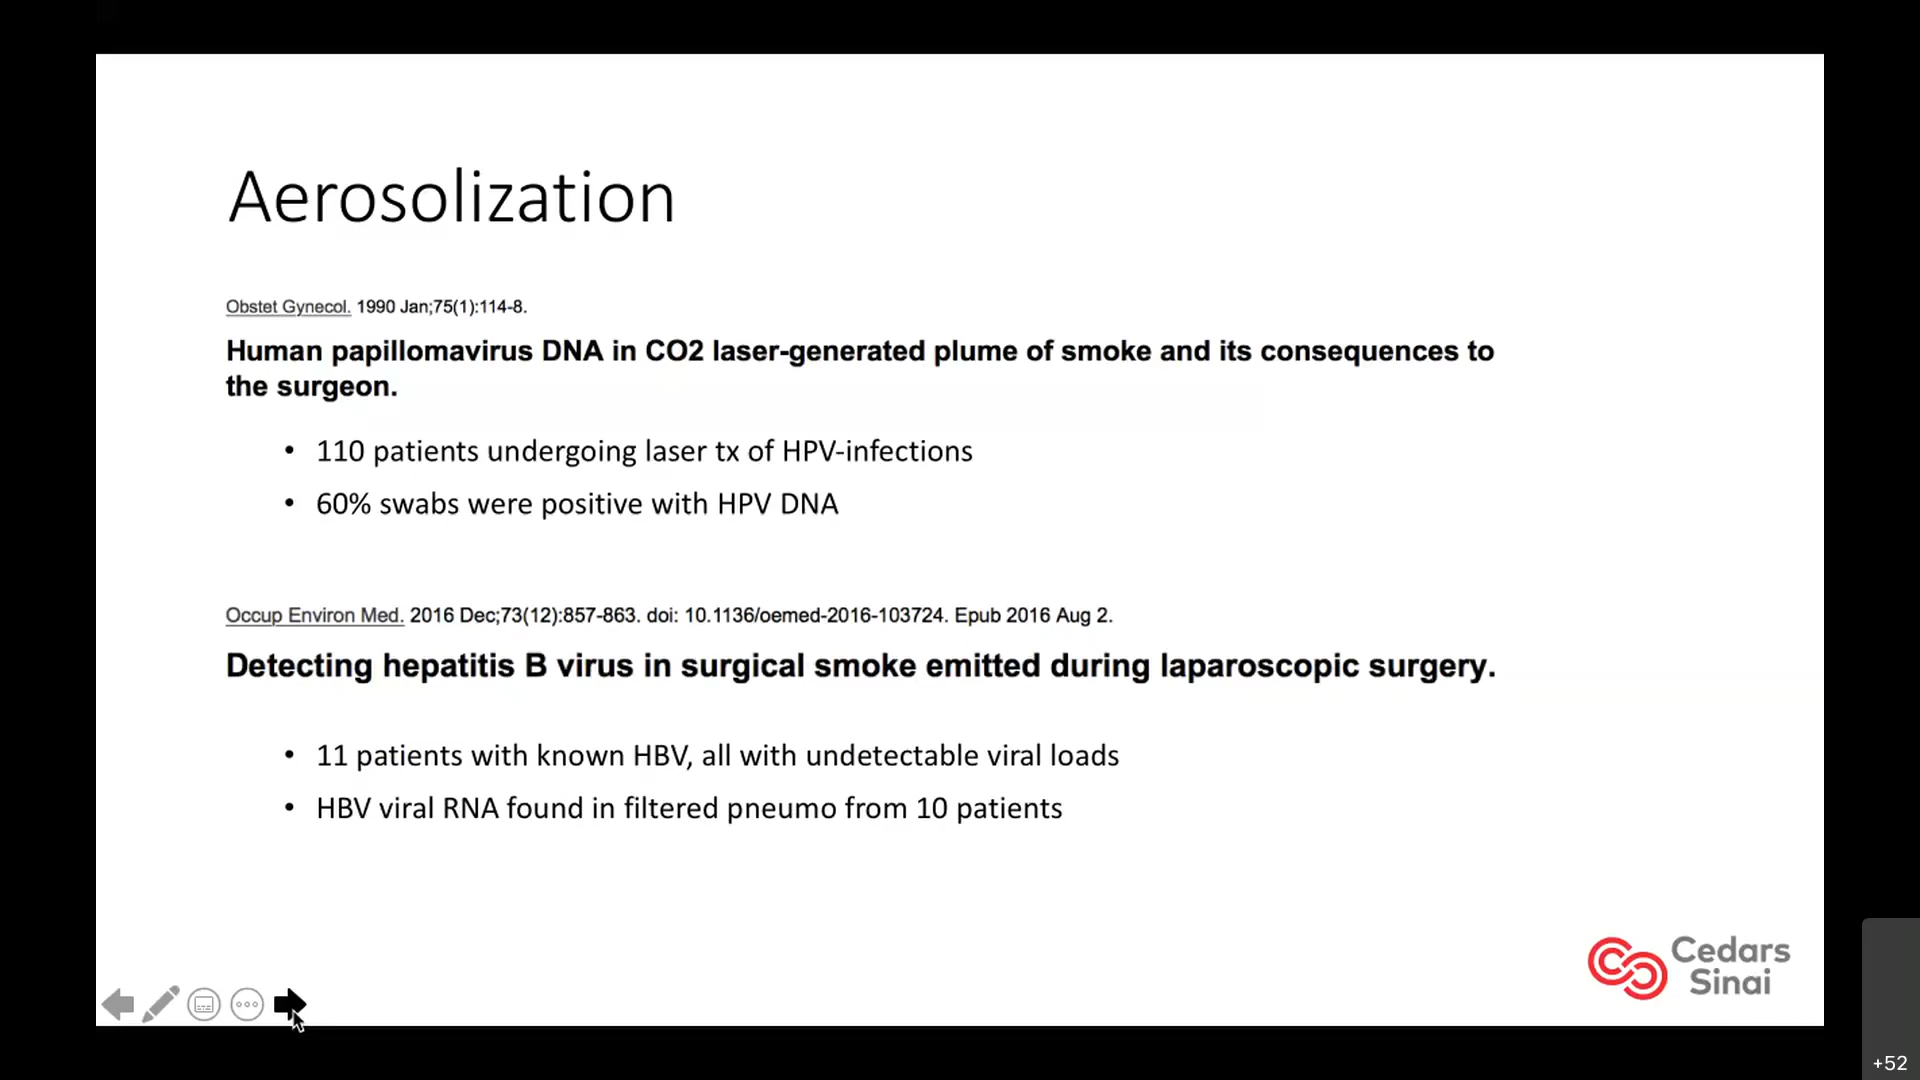 Aerosolization
Obstet Gynecol. 1990 Jan;75(1):114-8.
Human papillomavirus DNA in CO2 laser-generated plume of smoke and its consequences to
the surgeon.
• 110 patients undergoing laser tx of HPV-infections
• 60% swabs were positive with HPV DNA
Occup Environ Med. 2016 Dec;73(12):857-863. doi: 10.1136/oemed-2016-103724. Epub 2016 Aug 2.
Detecting hepatitis B virus in surgical smoke emitted during laparoscopic surgery.
• 11 patients with known HBV, all with undetectable viral loads
• HBV viral RNA found in filtered pneumo from 10 patients
Cedars
Sinai
+52